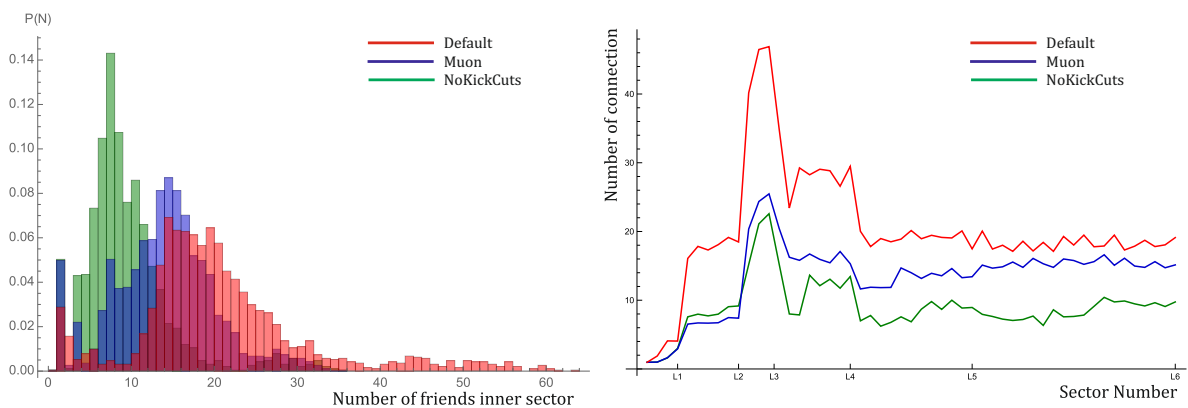 P(N)
0.14
0.12
0.10
0.08
0.06
0.04
0.02
0.00
0 10 20 30 40 50 60
Number of friends inner sector
Default
Muon
NoKickCuts
Number of connection
40
30
20
10
L1 L2 L3 L4 L5 L6
Sector Number
Default
Muon
NoKickCuts